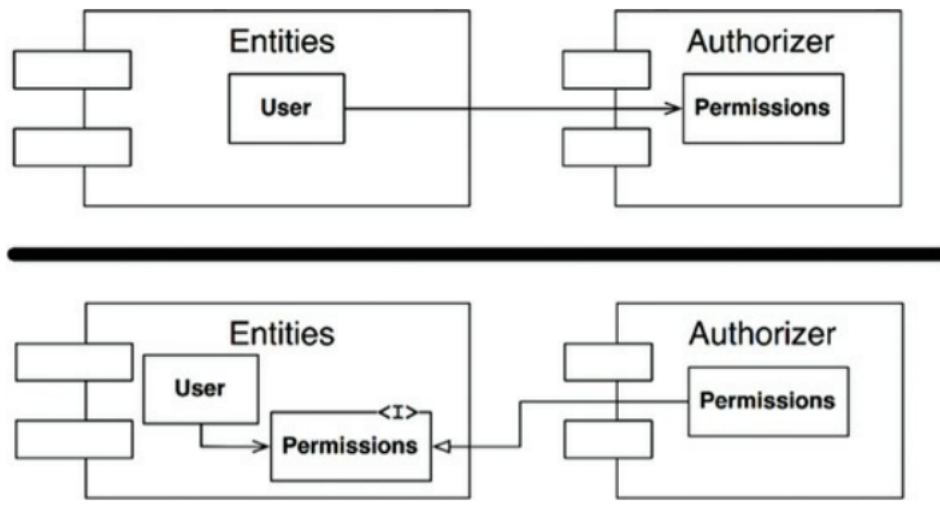 Entities
Authorizer
User
Permissions
Entities
Authorizer
User
<I>
Permissions
Permissions